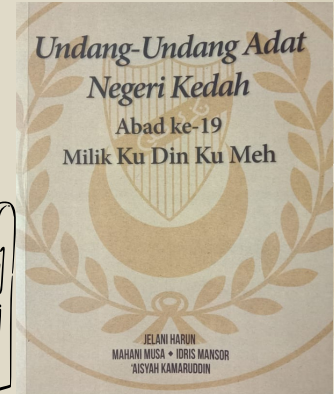 Undang-Undang Adat
Negeri Kedah
Abad ke-19
Milik Ku Din Ku Meh
JELANI HARUN
MAHANI MUSA ◆ IDRIS MANSOR
'AISYAH KAMARUDDIN